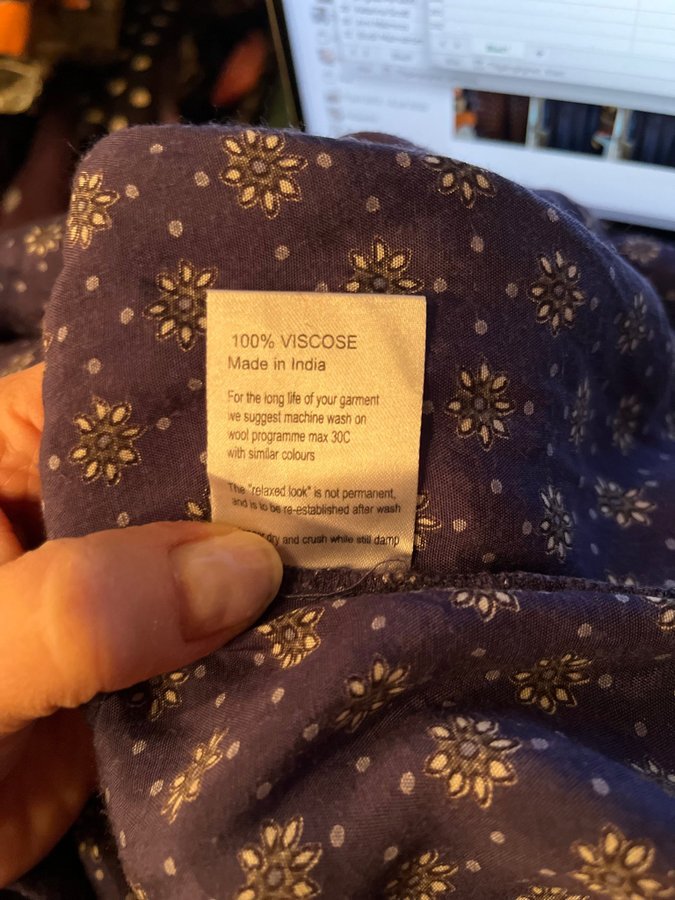 100% VISCOSE
Made in India
For the long life of your garment
we suggest machine wash on
wool programme max 30C
with similar colours
The "relaxed look" is not permanent,
and is to be re-established after wash
dry and crush while still damp